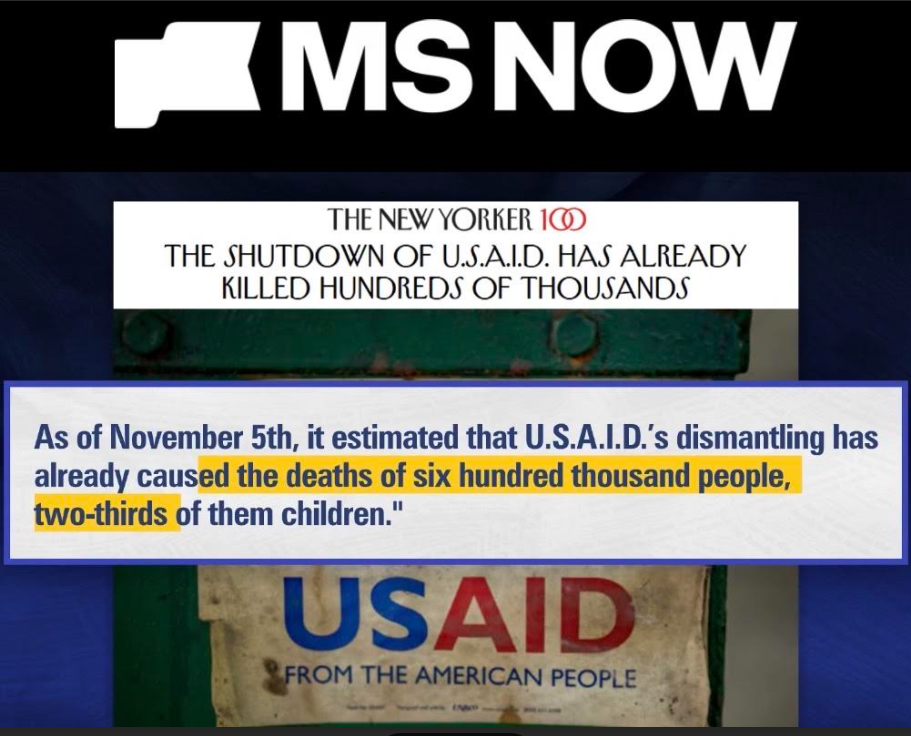 MS NOW
THE NEW YORKER 100
THE SHUTDOWN OF U.S.A.I.D. HAS ALREADY
KILLED HUNDREDS OF THOUSANDS
As of November 5th, it estimated that U.S.A.I.D.'s dismantling has
already caused the deaths of six hundred thousand people,
two-thirds of them children."
USAID
FROM THE AMERICAN PEOPLE